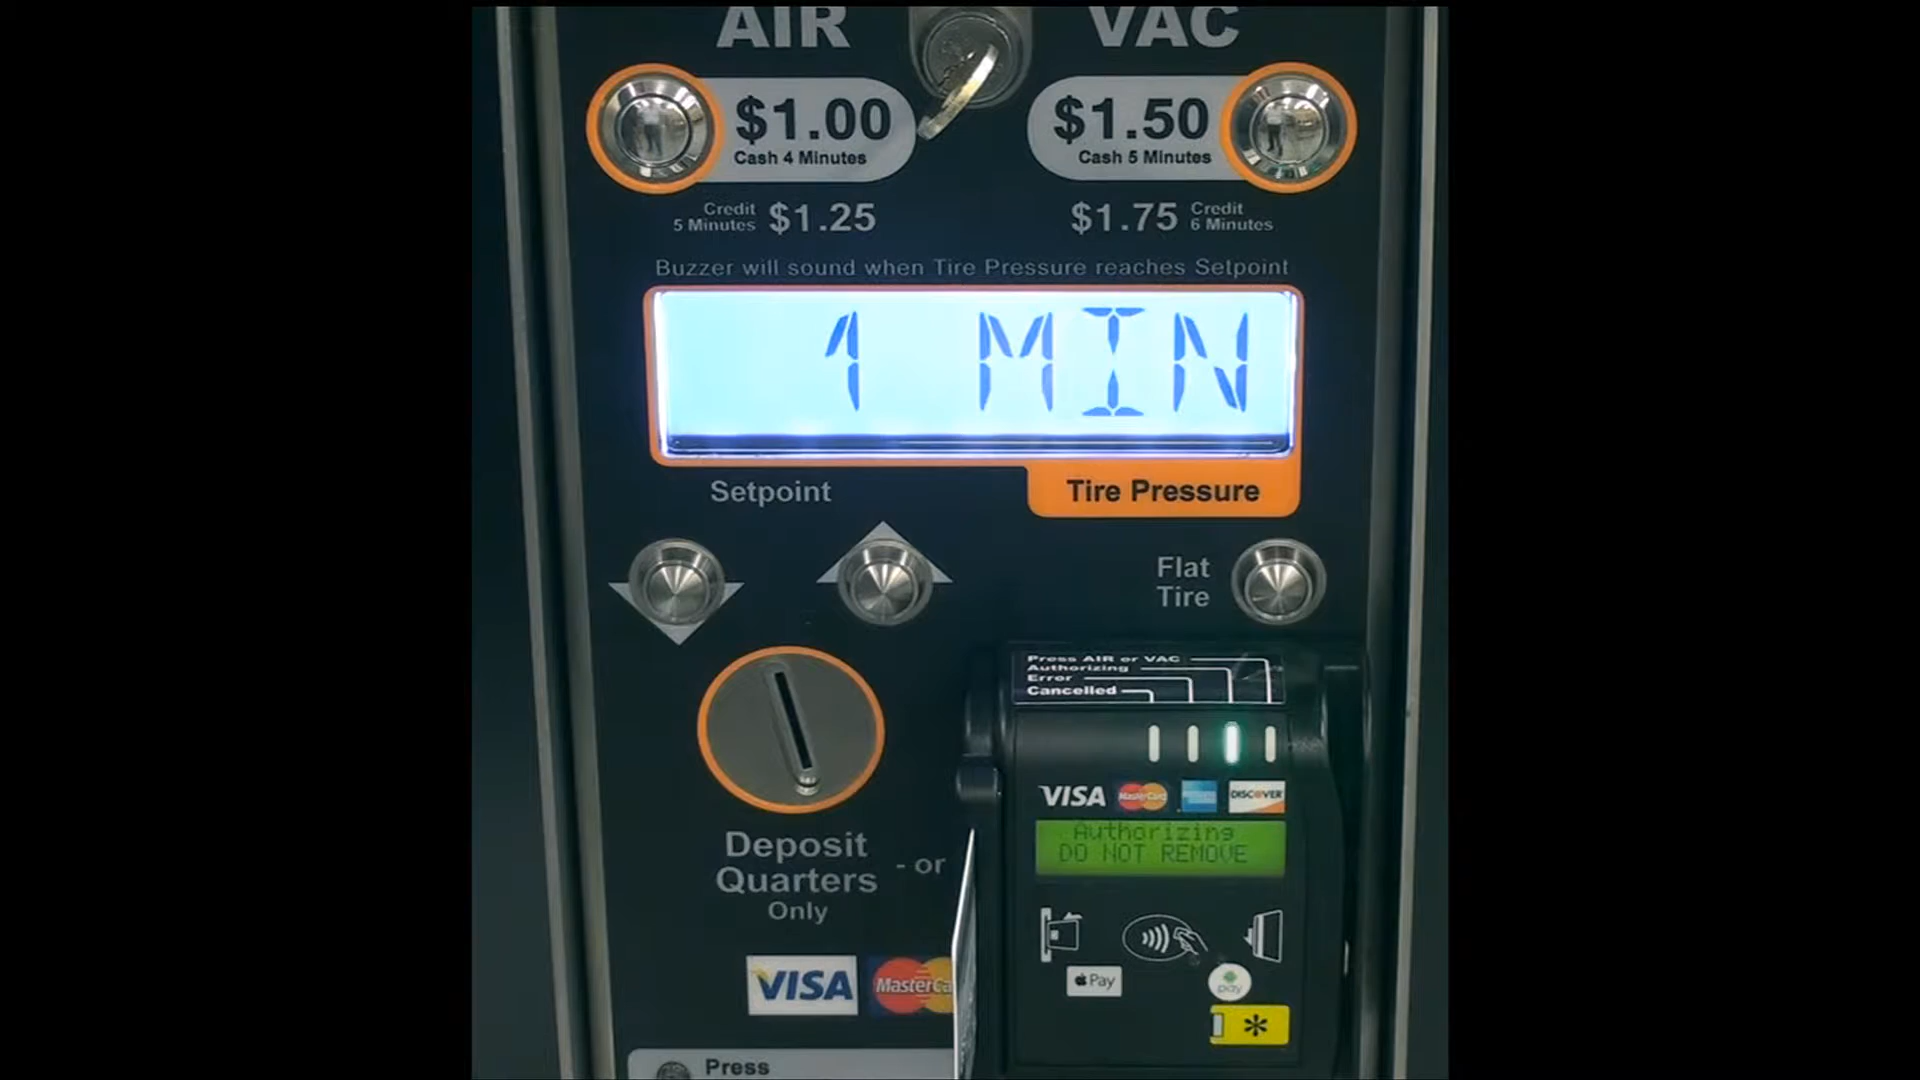 AIR
VAC
$1.00
Cash 4 Minutes
$1.50
Cash 5 Minutes
Credit
5 Minutes
$1.25
$1.75
Credit
6 Minutes
Buzzer will sound when Tire Pressure reaches Setpoint
1 MIN
Setpoint
Tire Pressure
Flat
Tire
Press AIR or VAC
Authorizing
Error
Cancelled
VISA
MasterCard
DISCOVER
Authorizing
DO NOT REMOVE
Deposit
Quarters
Only
- or
Pay
pay
VISA
MasterCa
*
Press